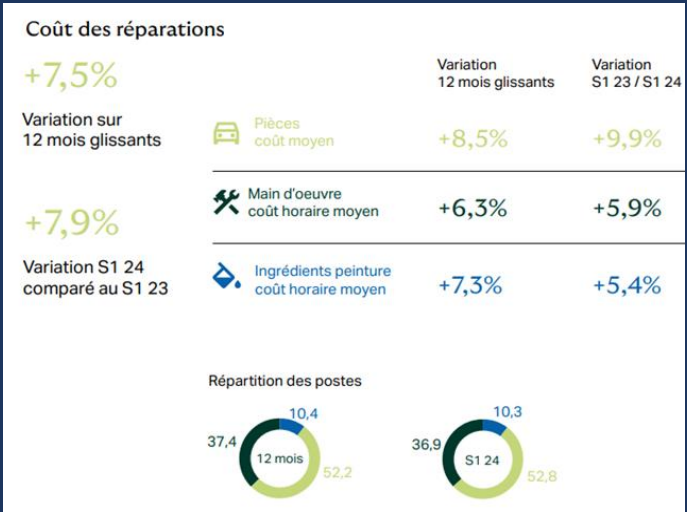 Coût des réparations
+7,5%
Variation sur
12 mois glissants
+7,9%
Variation S1 24
comparé au S1 23
Variation
12 mois glissants
Variation
S1 23 / S1 24
Pièces
coût moyen
+8,5%
+9,9%
Main d'oeuvre
coût horaire moyen
+6,3%
+5,9%
Ingrédients peinture
coût horaire moyen
+7,3%
+5,4%
Répartition des postes
10,4
37,4
12 mois
52,2
10,3
36,9
S1 24
52,8